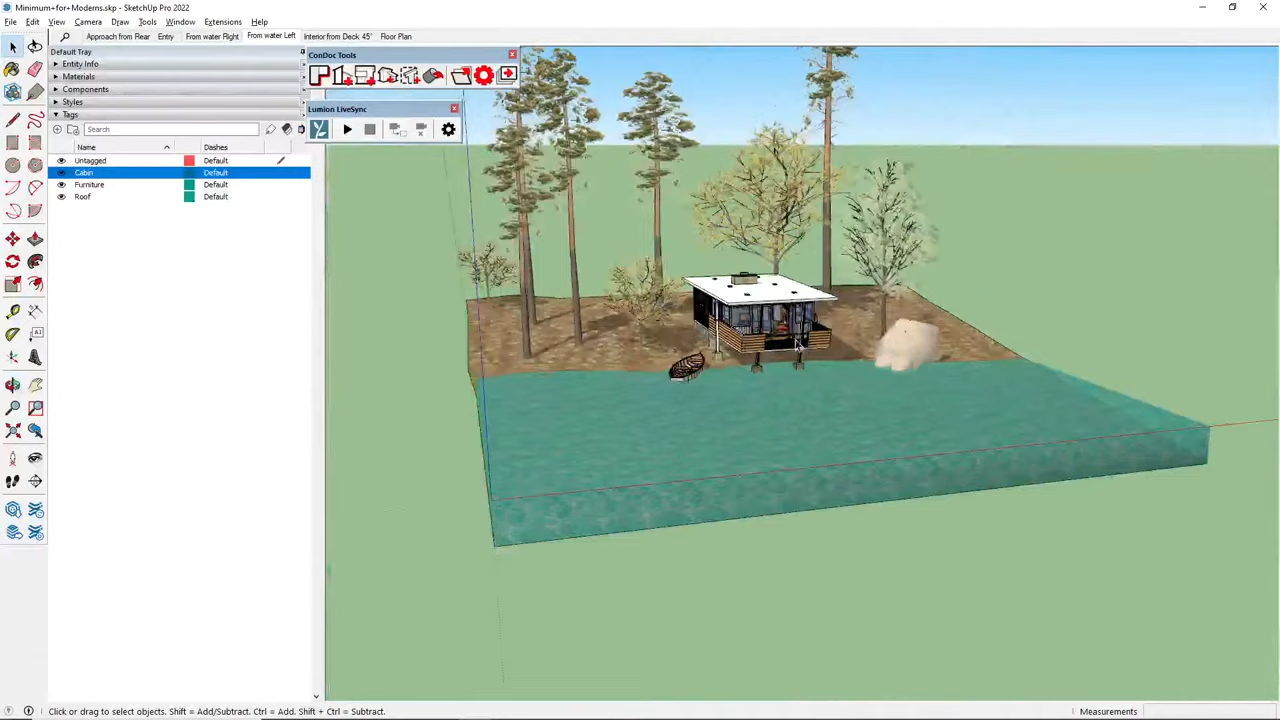 Minimum+for+Moderns.skp - SketchUp Pro 2022
File Edit View Camera Draw Tools Window Extensions Help
Approach from Rear Entry From water Right From water Left Interior from Deck 45° Floor Plan
Default Tray
Entity Info
Materials
Components
Styles
Tags
Search
Name Dashes
Untagged Default
Cabin Default
Furniture Default
Roof Default
ConDoc Tools
Lumion LiveSync
Click or drag to select objects. Shift = Add/Subtract. Ctrl = Add. Shift + Ctrl = Subtract.
Measurements